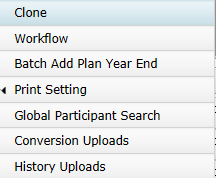 Clone
Workflow
Batch Add Plan Year End
Print Setting
Global Participant Search
Conversion Uploads
History Uploads